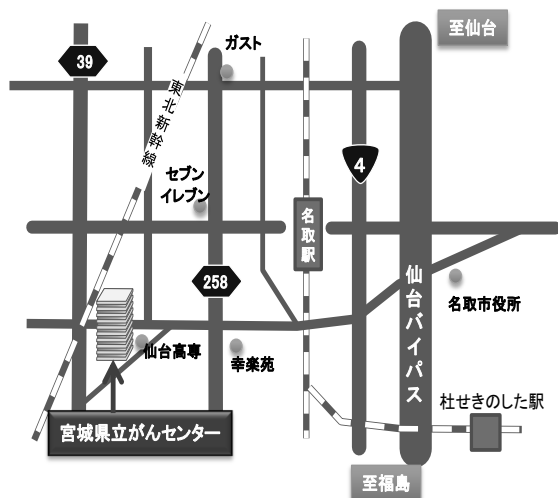 至仙台
ガスト
39
東北新幹線
4
セブン
イレブン
名取駅
258
仙台バイパス
名取市役所
仙台高専
幸楽苑
杜せきのした駅
宮城県立がんセンター
至福島